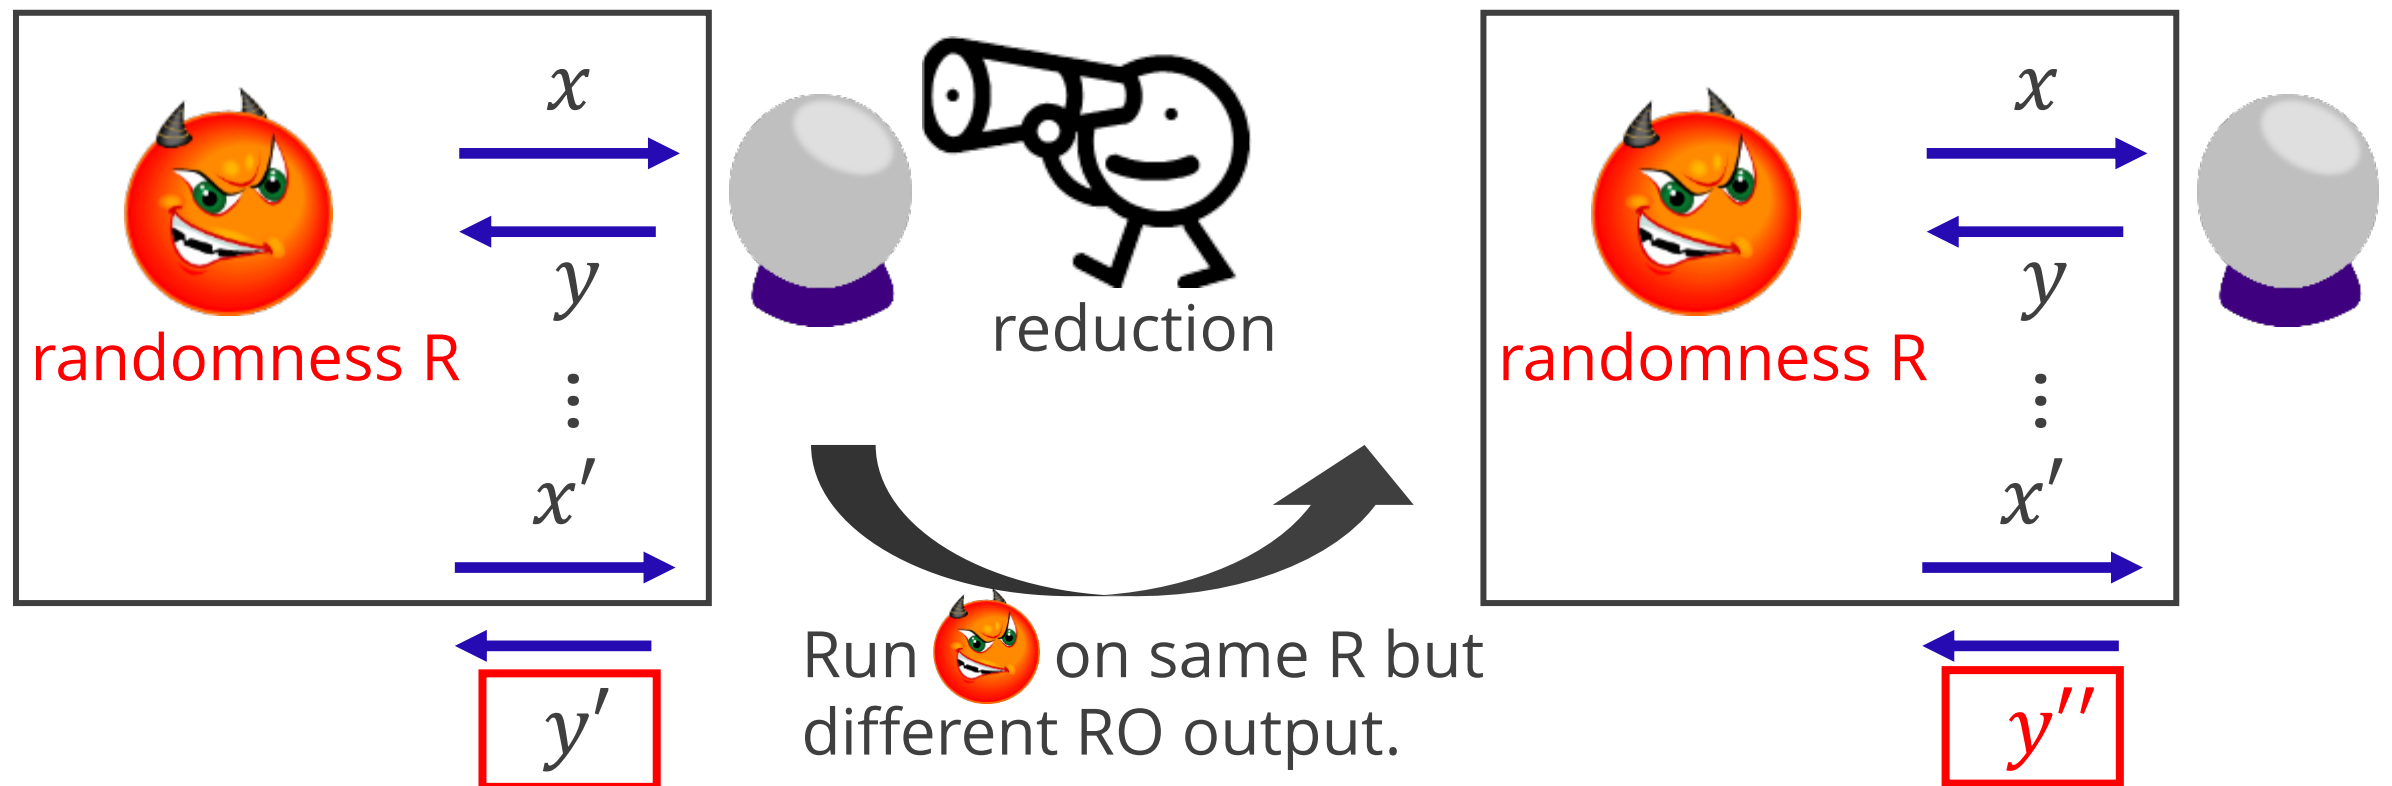 x
y
randomness R
⋮
x′
y′
reduction
Run on same R but
different RO output.
x
y
randomness R
⋮
x′
y′′